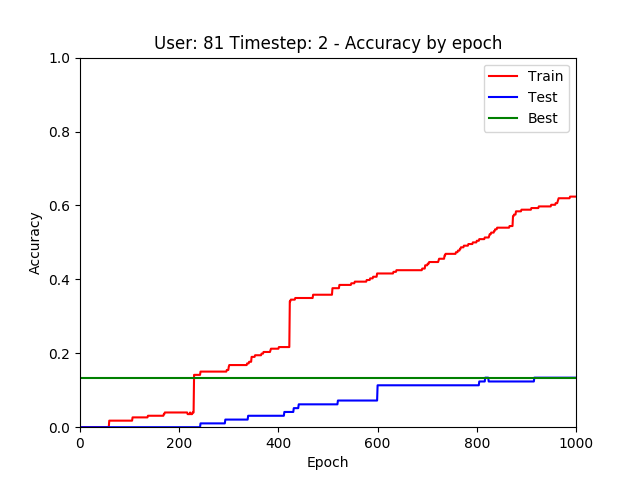 User: 81 Timestep: 2 - Accuracy by epoch
1.0
0.8
0.6
0.4
0.2
0.0
Accuracy
Train
Test
Best
0 200 400 600 800 1000
Epoch